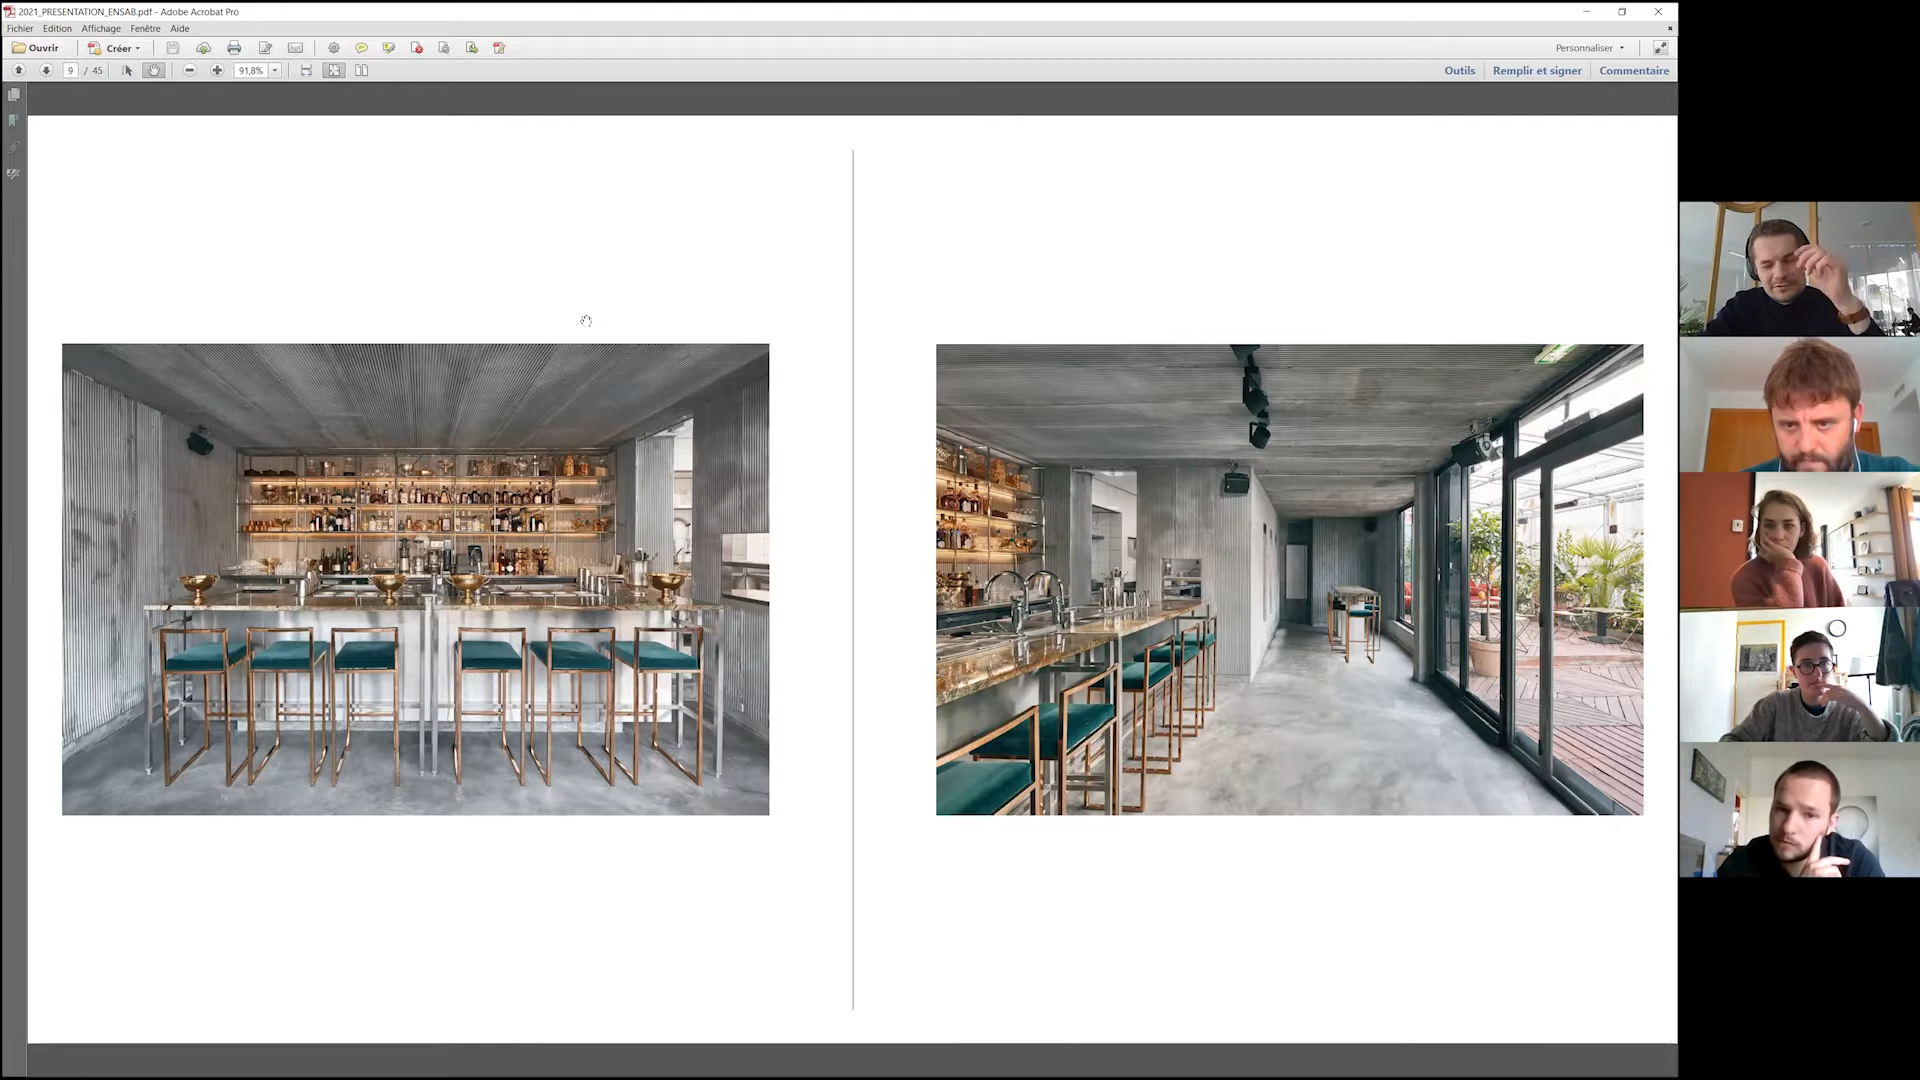 2021_PRESENTATION_ENSAB.pdf - Adobe Acrobat Pro
Fichier Edition Affichage Fenêtre Aide
Ouvrir Créer Personnaliser
9 / 45 91,8% Outils Remplir et signer Commentaire